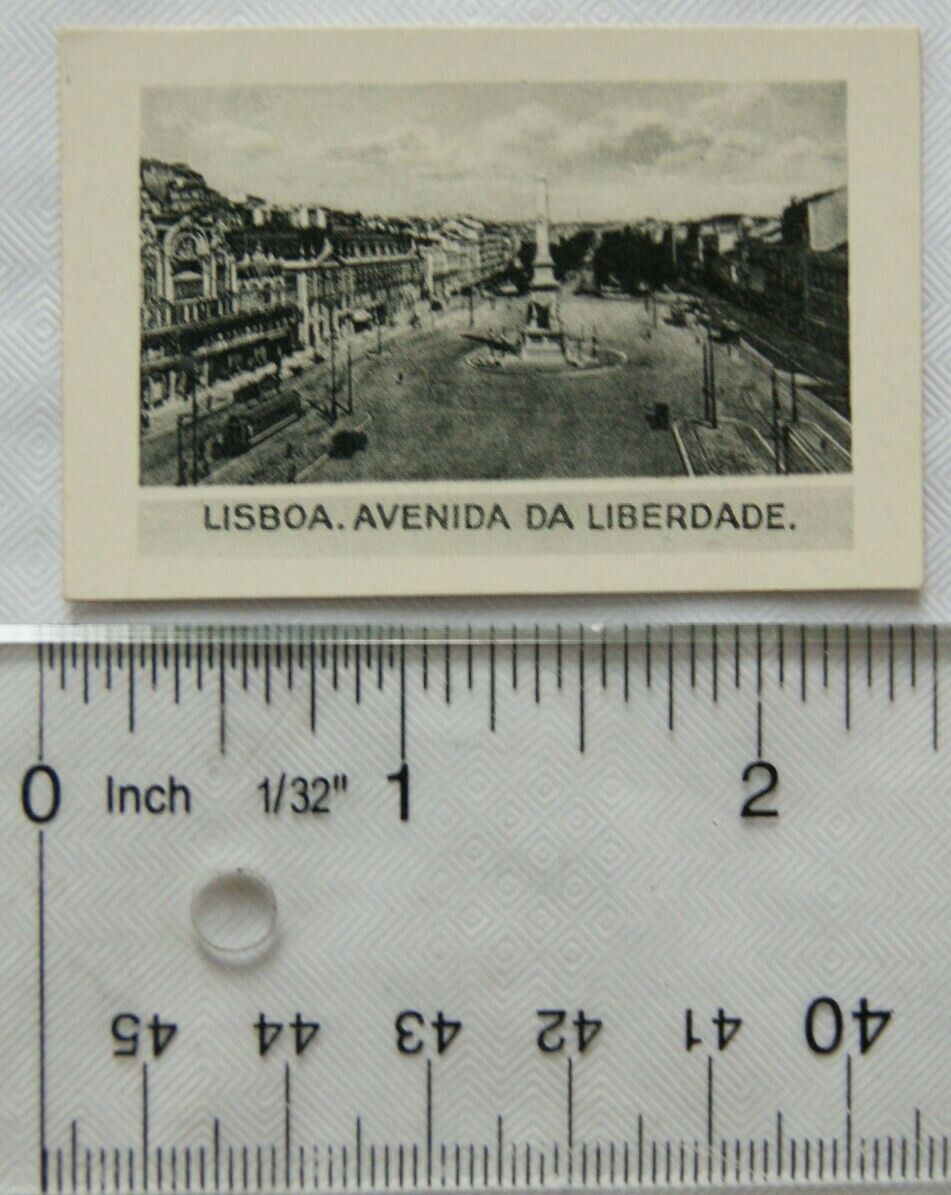 LISBOA. AVENIDA DA LIBERDADE.
0 Inch 1/32" 1 2
45 44 43 42 41 40